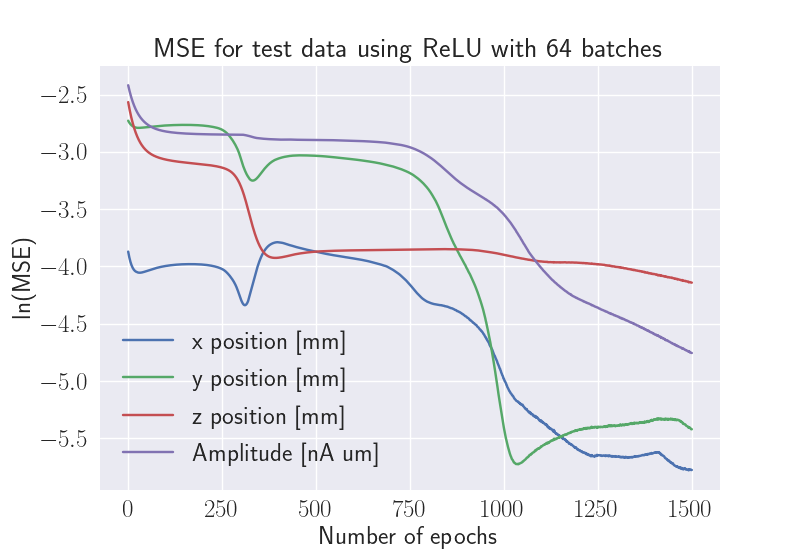 MSE for test data using ReLU with 64 batches
−2.5
−3.0
−3.5
−4.0
−4.5
−5.0
−5.5
ln(MSE)
x position [mm]
y position [mm]
z position [mm]
Amplitude [nA um]
0 250 500 750 1000 1250 1500
Number of epochs